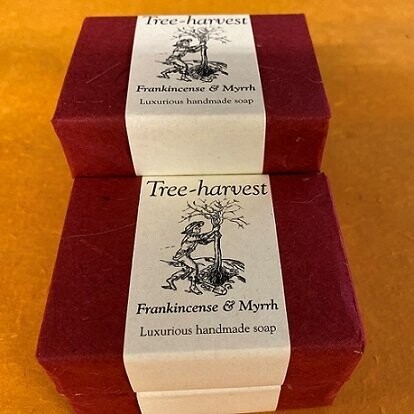 Tree-harvest
Frankincense & Myrrh
Luxurious handmade soap
Tree-harvest
Frankincense & Myrrh
Luxurious handmade soap